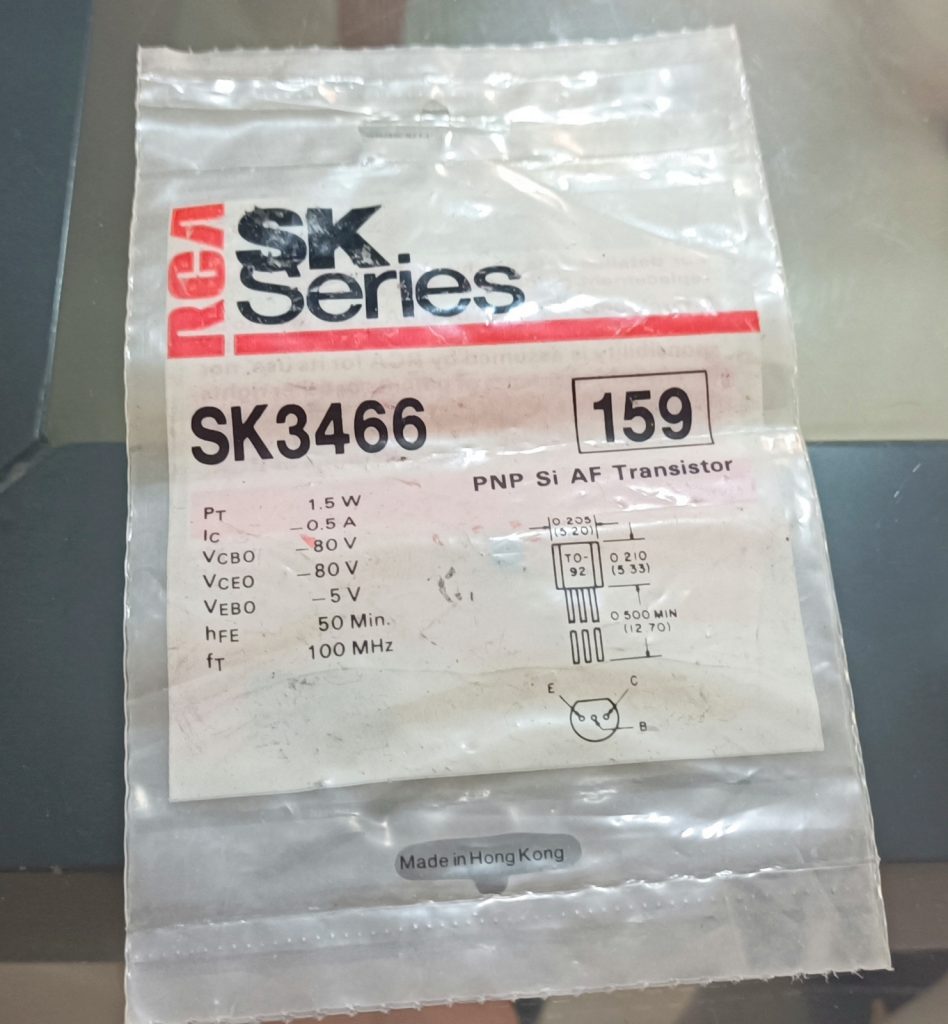 RCA
SK
Series
SK3466
159
PNP Si AF Transistor
PT 1.5 W
IC –0.5 A
VCBO –80 V
VCEO –80 V
VEBO –5 V
hFE 50 Min.
fT 100 MHz
0.205
(5.20)
TO-
92
0.210
(5.33)
0.500 MIN
(12.70)
E
C
B
Made in Hong Kong